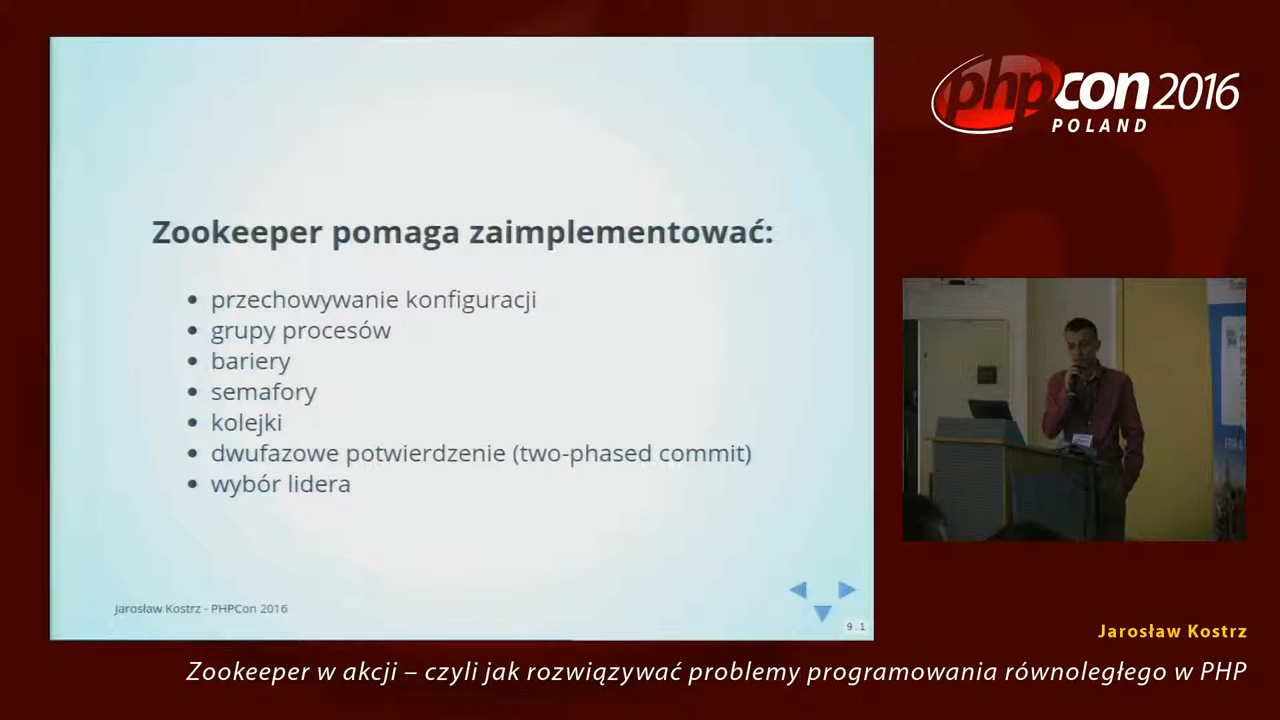 phpcon 2016
POLAND
Zookeeper pomaga zaimplementować:
przechowywanie konfiguracji
grupy procesów
bariery
semafory
kolejki
dwufazowe potwierdzenie (two-phased commit)
wybór lidera
Jarosław Kostrz - PHPCon 2016
9.1
Jarosław Kostrz
Zookeeper w akcji – czyli jak rozwiązywać problemy programowania równoległego w PHP